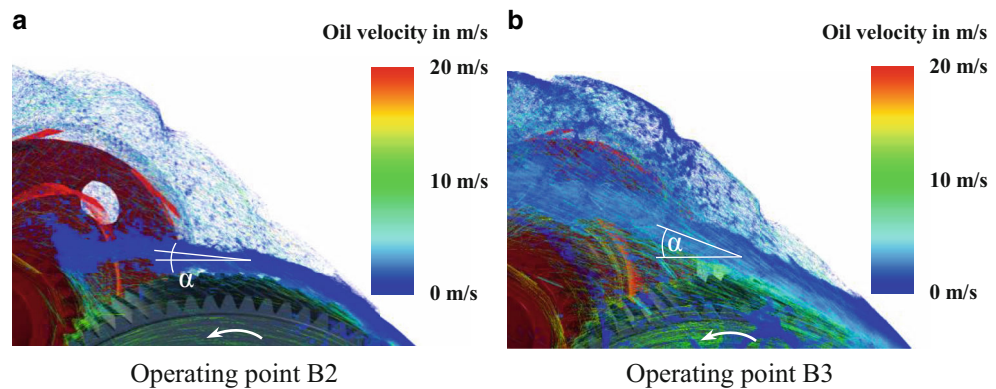 a
Oil velocity in m/s
20 m/s
10 m/s
0 m/s
α
Operating point B2
b
Oil velocity in m/s
20 m/s
10 m/s
0 m/s
α
Operating point B3